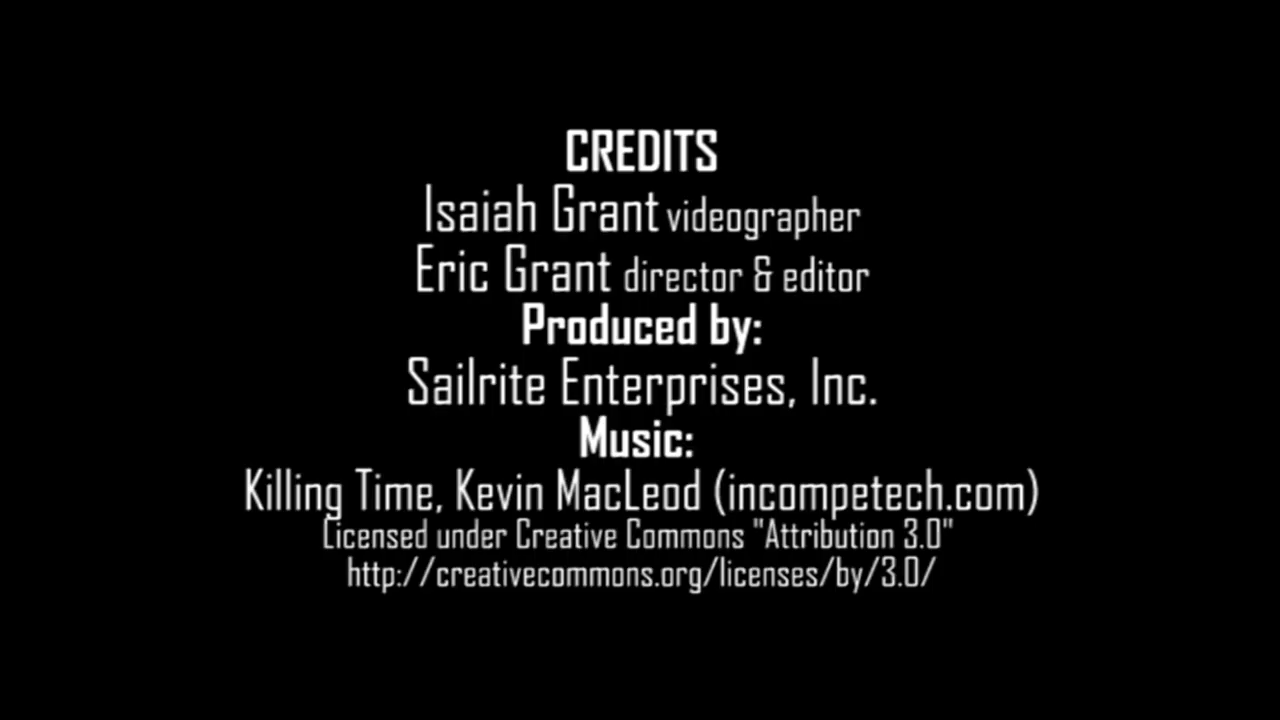 CREDITS
Isaiah Grant videographer
Eric Grant director & editor
Produced by:
Sailrite Enterprises, Inc.
Music:
Killing Time, Kevin MacLeod (incompetech.com)
Licensed under Creative Commons "Attribution 3.0"
http://creativecommons.org/licenses/by/3.0/